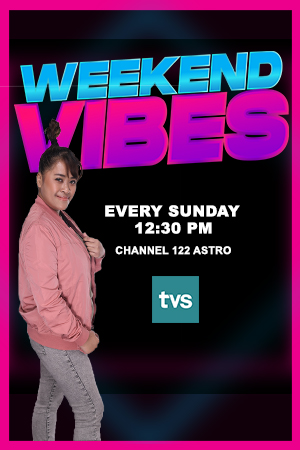 WEEKEND
VIBES
EVERY SUNDAY
12:30 PM
CHANNEL 122 ASTRO
tvs